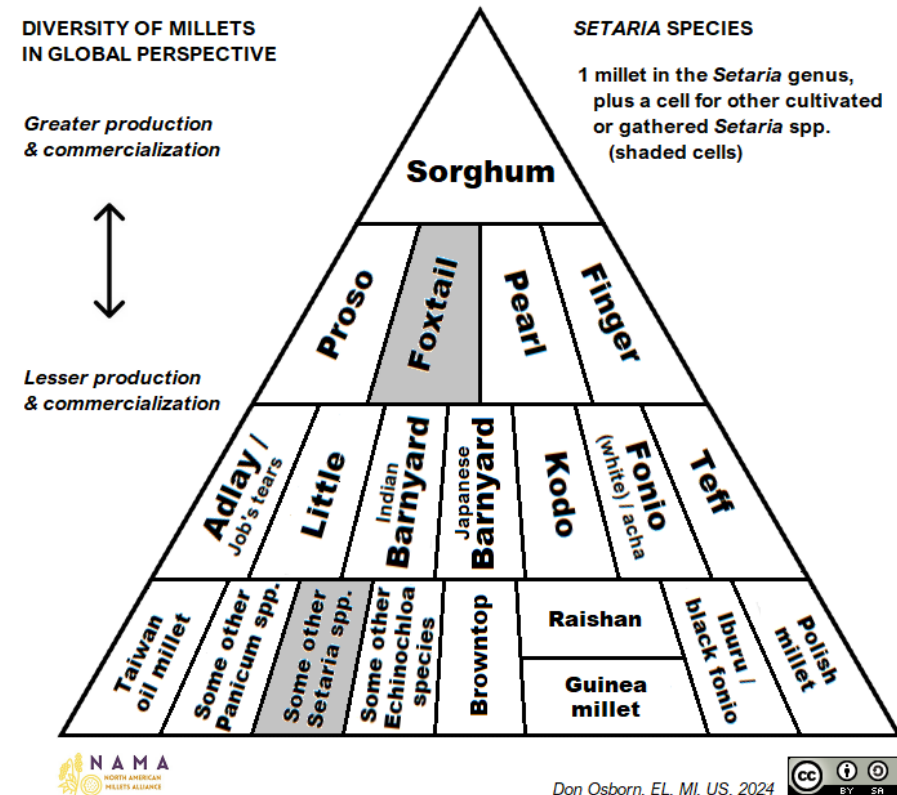 DIVERSITY OF MILLETS
IN GLOBAL PERSPECTIVE
Greater production
& commercialization
Lesser production
& commercialization
SETARIA SPECIES
1 millet in the Setaria genus,
plus a cell for other cultivated
or gathered Setaria spp.
(shaded cells)
Sorghum
Proso
Foxtail
Pearl
Finger
Adlay /
Job's tears
Little
Indian
Barnyard
Japanese
Barnyard
Kodo
Fonio
(white) / acha
Teff
Taiwan
oil millet
Some other
Panicum spp.
Some other
Setaria spp.
Some other
Echinochloa
species
Browntop
Raishan
Guinea
millet
Iburu /
black fonio
Polish
millet
NAMA
NORTH AMERICAN
MILLETS ALLIANCE
Don Osborn, EL, MI, US, 2024
cc
BY SA